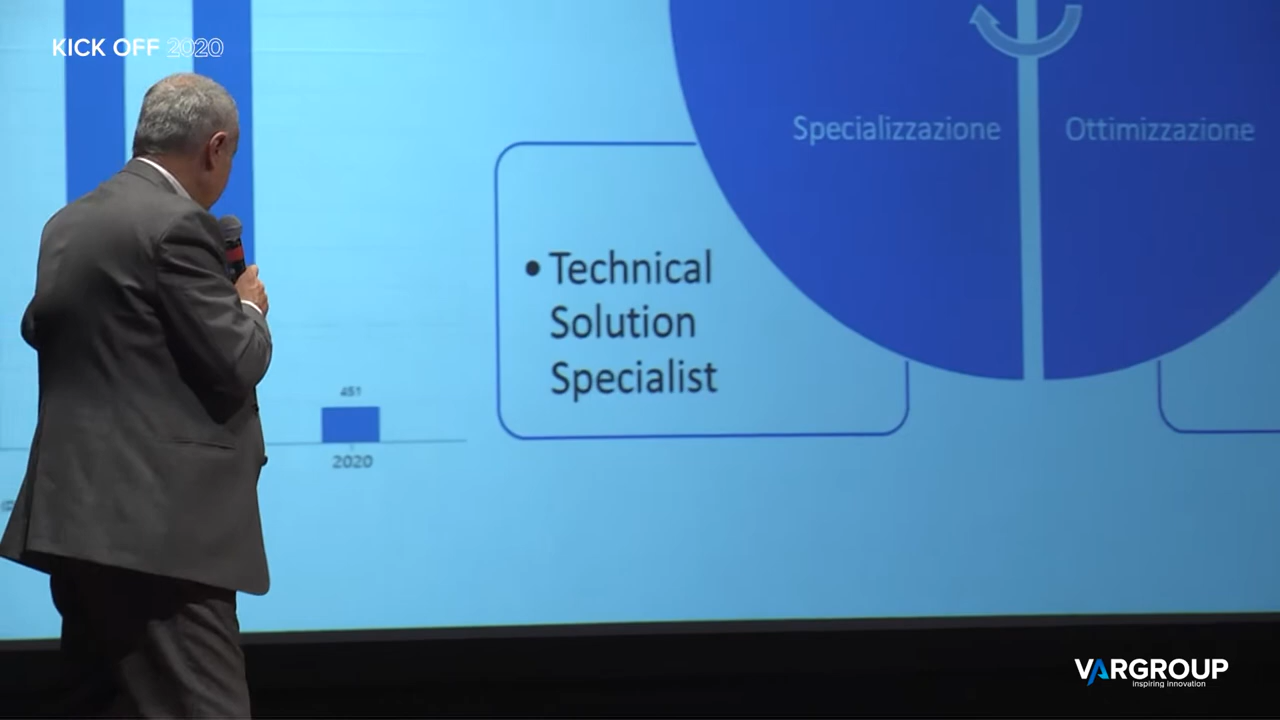 KICK OFF 2020
Specializzazione
Ottimizzazione
• Technical
Solution
Specialist
451
2020
VARGROUP
Inspiring Innovation